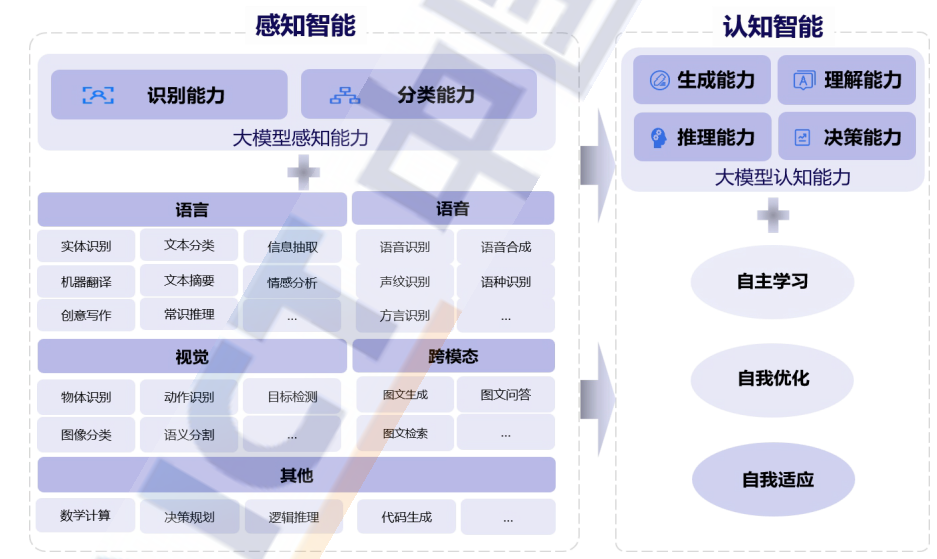 感知智能
识别能力 分类能力
大模型感知能力
语言 语音
实体识别 文本分类 信息抽取 语音识别 语音合成
机器翻译 文本摘要 情感分析 声纹识别 语种识别
创意写作 常识推理 ... 方言识别 ...
视觉 跨模态
物体识别 动作识别 目标检测 图文生成 图文问答
图像分类 语义分割 ... 图文检索 ...
其他
数学计算 决策规划 逻辑推理 代码生成 ...
认知智能
生成能力 理解能力
推理能力 决策能力
大模型认知能力
自主学习
自我优化
自我适应
ICT中国